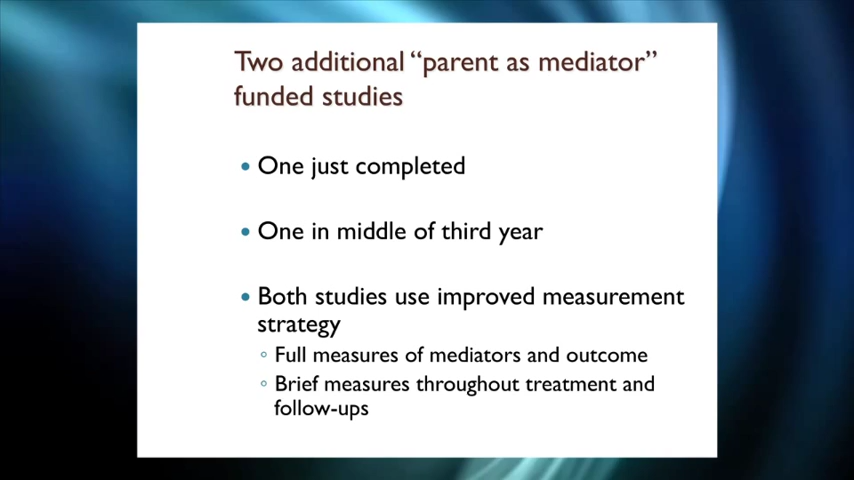 Two additional “parent as mediator”
funded studies
• One just completed
• One in middle of third year
• Both studies use improved measurement
strategy
◦ Full measures of mediators and outcome
◦ Brief measures throughout treatment and
follow-ups